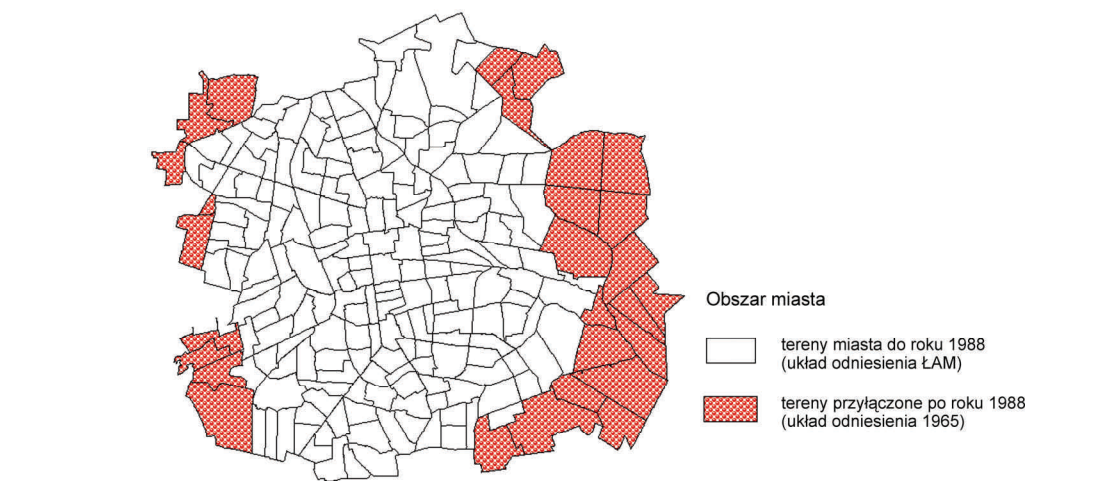 Obszar miasta
tereny miasta do roku 1988
(układ odniesienia ŁAM)
tereny przyłączone po roku 1988
(układ odniesienia 1965)